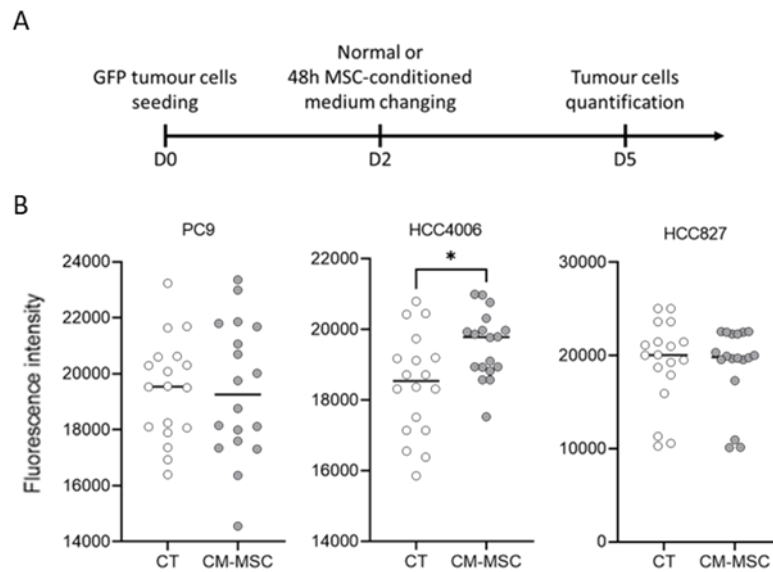 A
GFP tumour cells
seeding
Normal or
48h MSC-conditioned
medium changing
Tumour cells
quantification
D0
D2
D5
B
Fluorescence intensity
PC9
24000
22000
20000
18000
16000
14000
CT
CM-MSC
HCC4006
*
22000
20000
18000
16000
14000
CT
CM-MSC
HCC827
30000
20000
10000
0
CT
CM-MSC